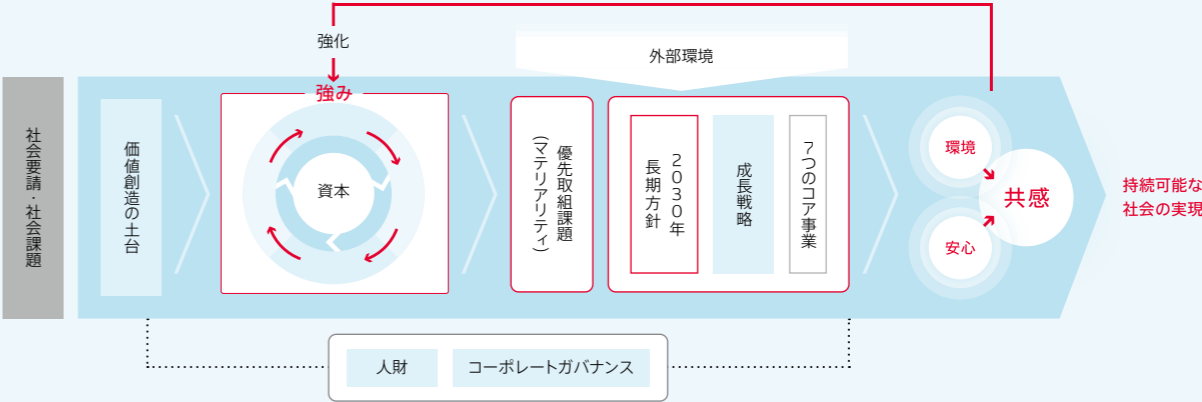 強化
外部環境
社会要請・社会課題
価値創造の土台
強み
資本
優先取組課題
(マテリアリティ)
2030年
長期方針
成長戦略
7つのコア事業
環境
安心
共感
持続可能な
社会の実現
人財
コーポレートガバナンス